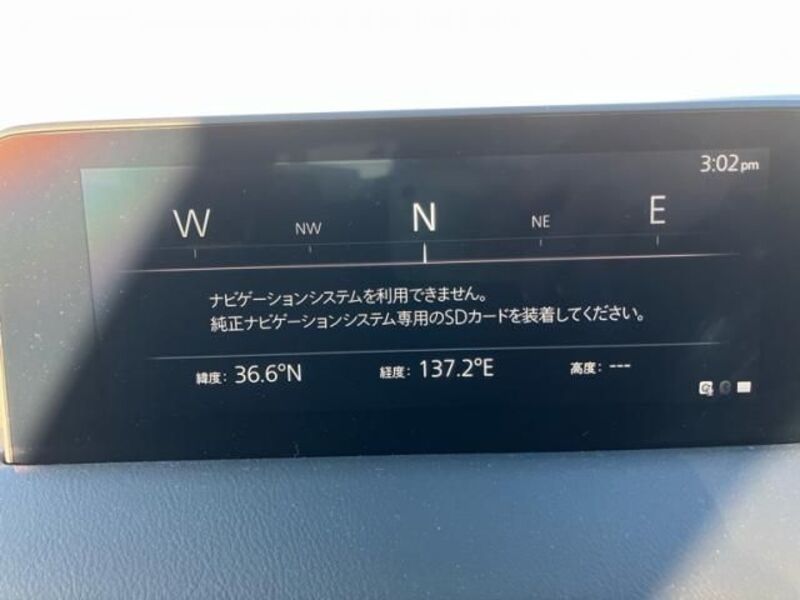 3:02 pm
W NW N NE E
ナビゲーションシステムを利用できません。
純正ナビゲーションシステム専用のSDカードを装着してください。
緯度: 36.6°N 経度: 137.2°E 高度: ---